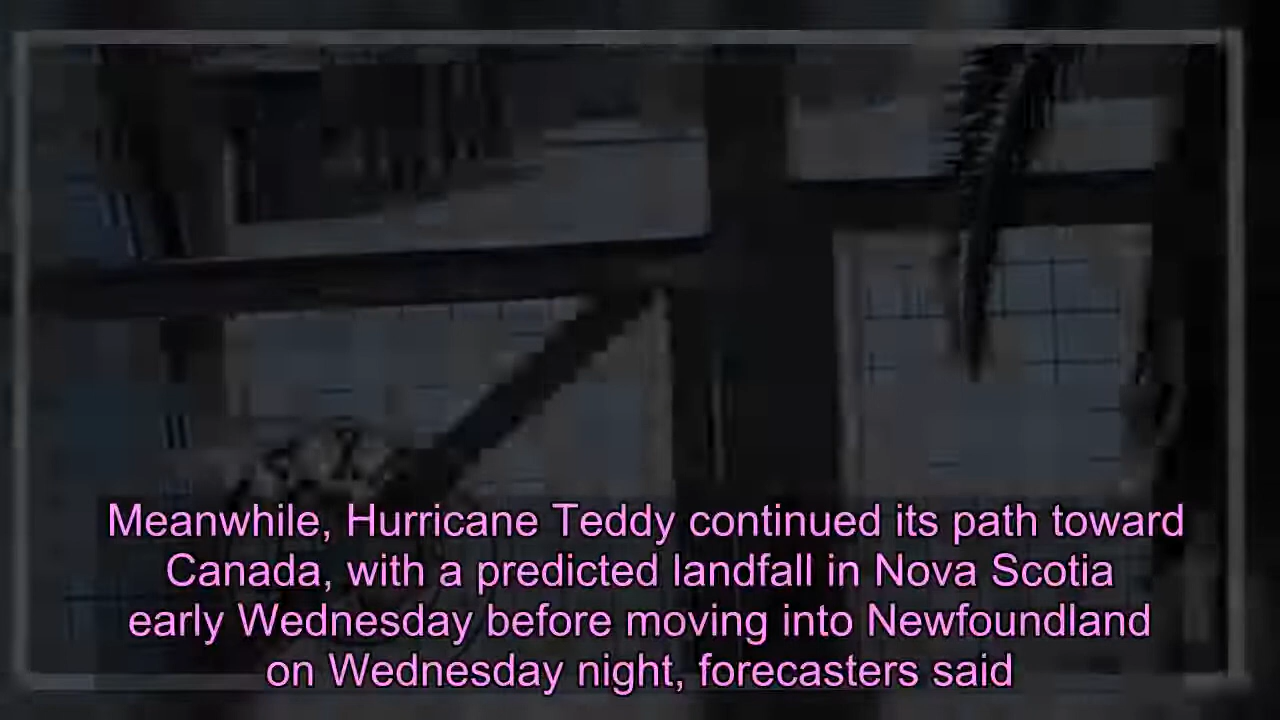 Meanwhile, Hurricane Teddy continued its path toward
Canada, with a predicted landfall in Nova Scotia
early Wednesday before moving into Newfoundland
on Wednesday night, forecasters said